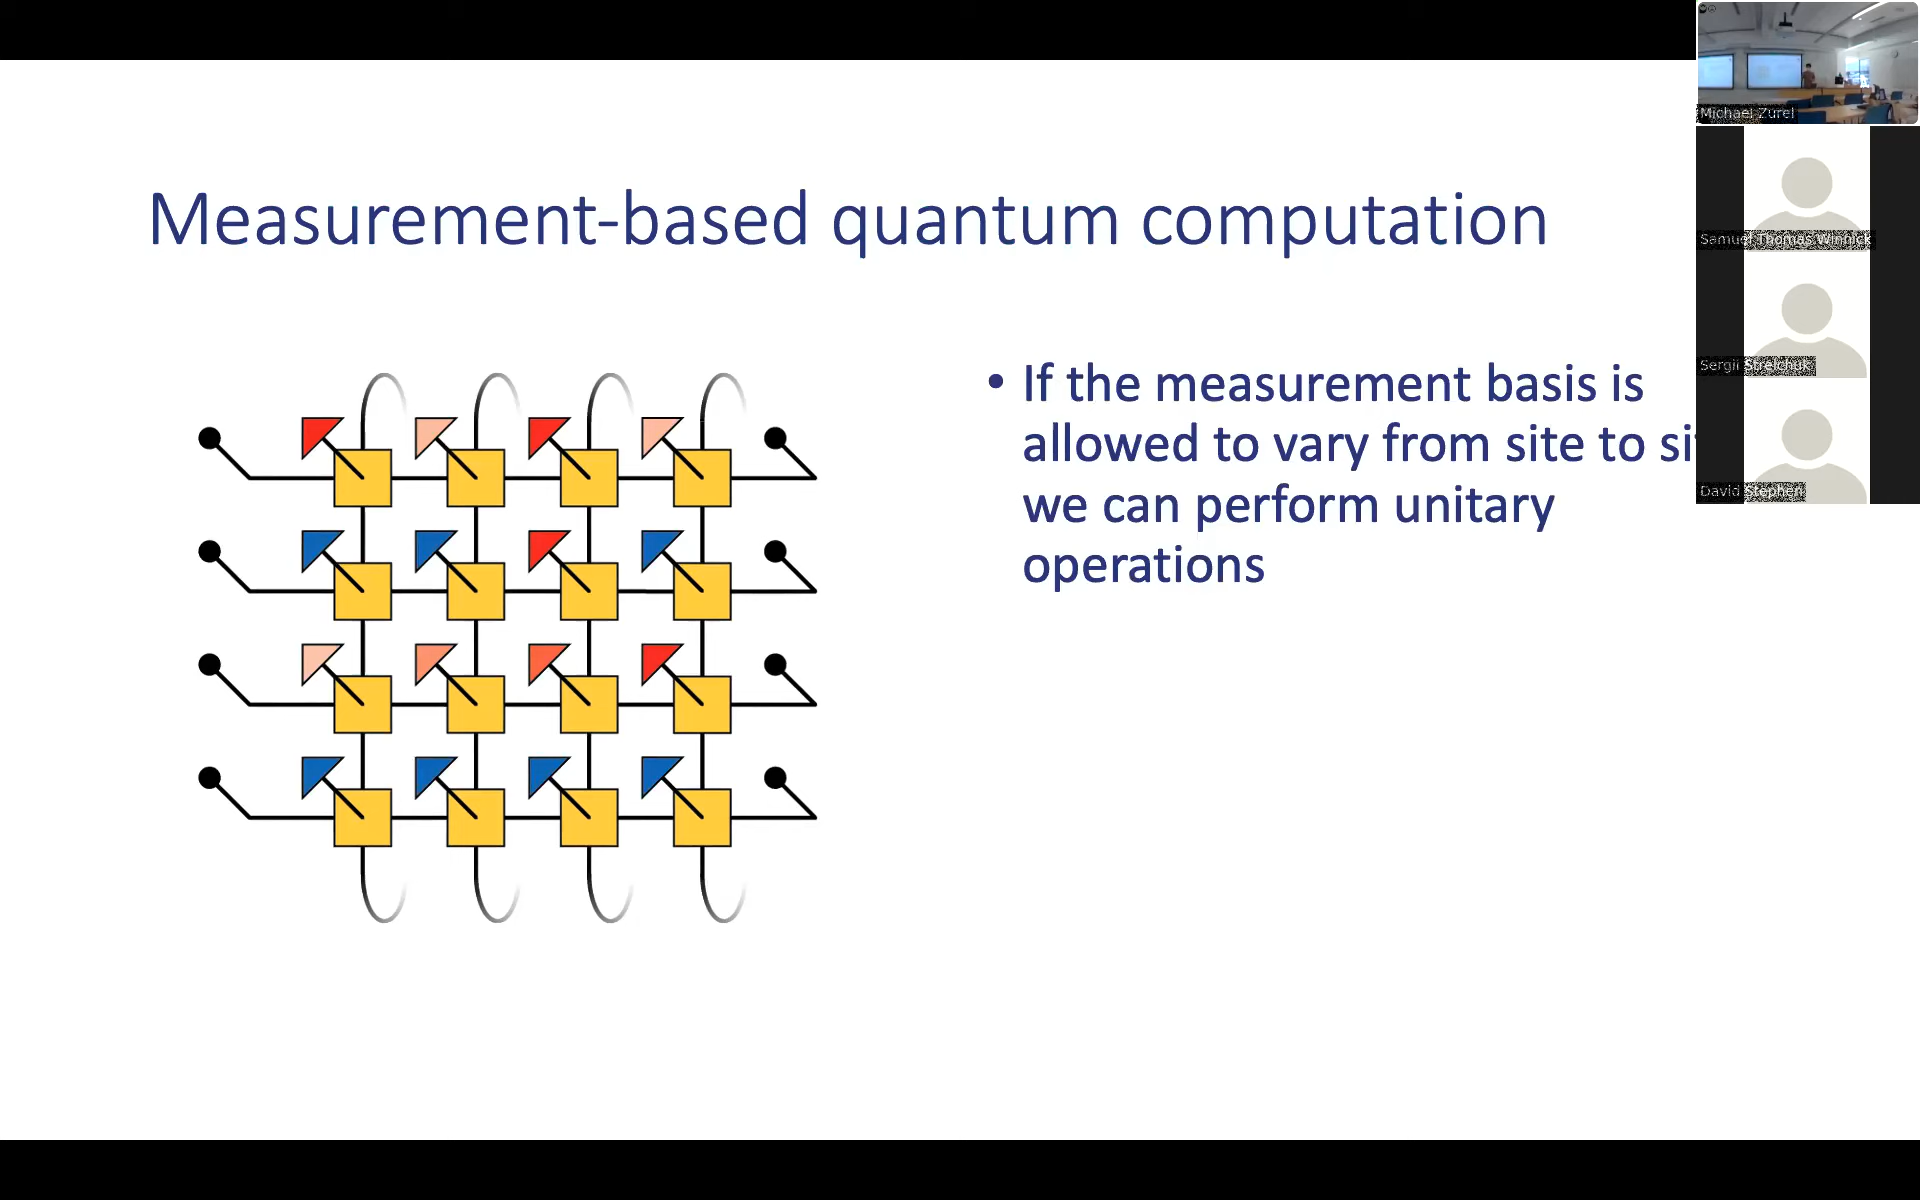 Measurement-based quantum computation
• If the measurement basis is
allowed to vary from site to si
we can perform unitary
operations
Michael Zurel
Samuel Thomas Winnick
Sergii Strelchuk
David Stephen